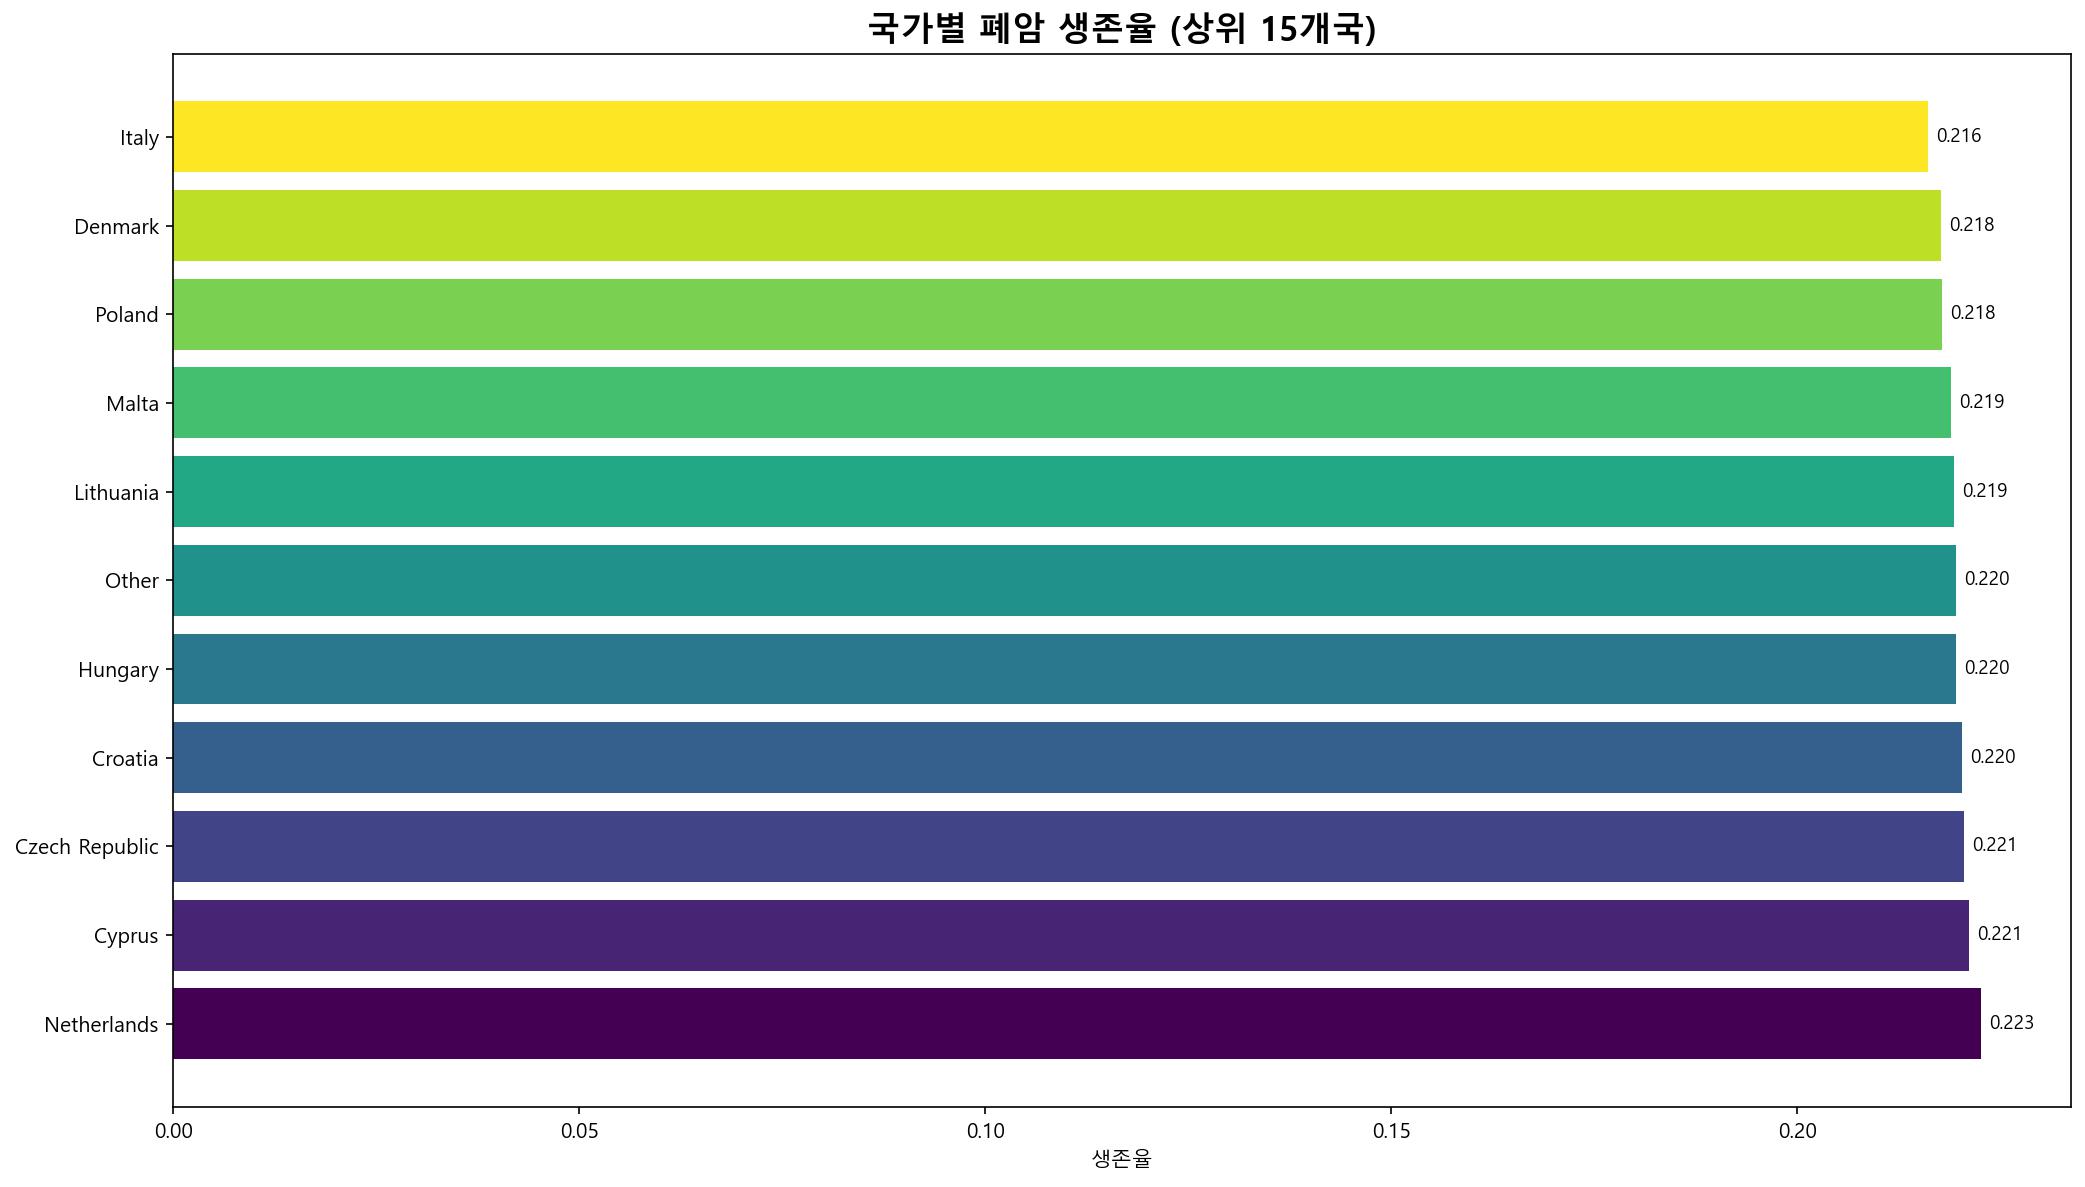 국가별 폐암 생존율 (상위 15개국)
Italy 0.216
Denmark 0.218
Poland 0.218
Malta 0.219
Lithuania 0.219
Other 0.220
Hungary 0.220
Croatia 0.220
Czech Republic 0.221
Cyprus 0.221
Netherlands 0.223
0.00 0.05 0.10 0.15 0.20
생존율